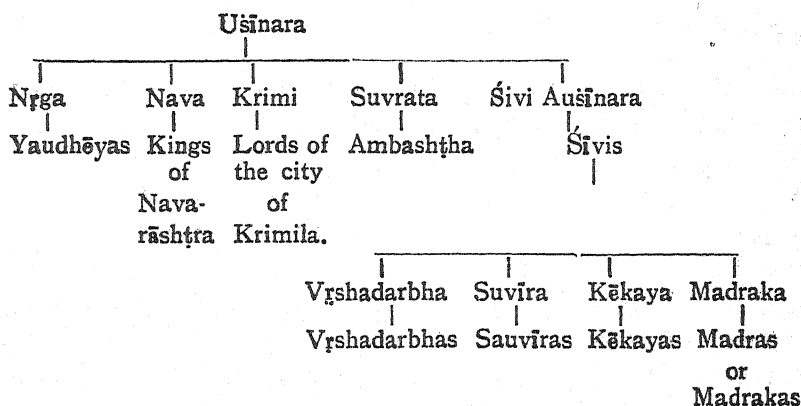 Uśīnara
Nṛga Nava Krimi Suvrata Śivi Auśīnara
Yaudhēyas Kings Lords of Ambashṭha Śīvis
of the city
Nava- of
rāshṭra Krimila.
Vṛshadarbha Suvīra Kēkaya Madraka
Vṛshadarbhas Sauvīras Kēkayas Madras
or
Madrakas